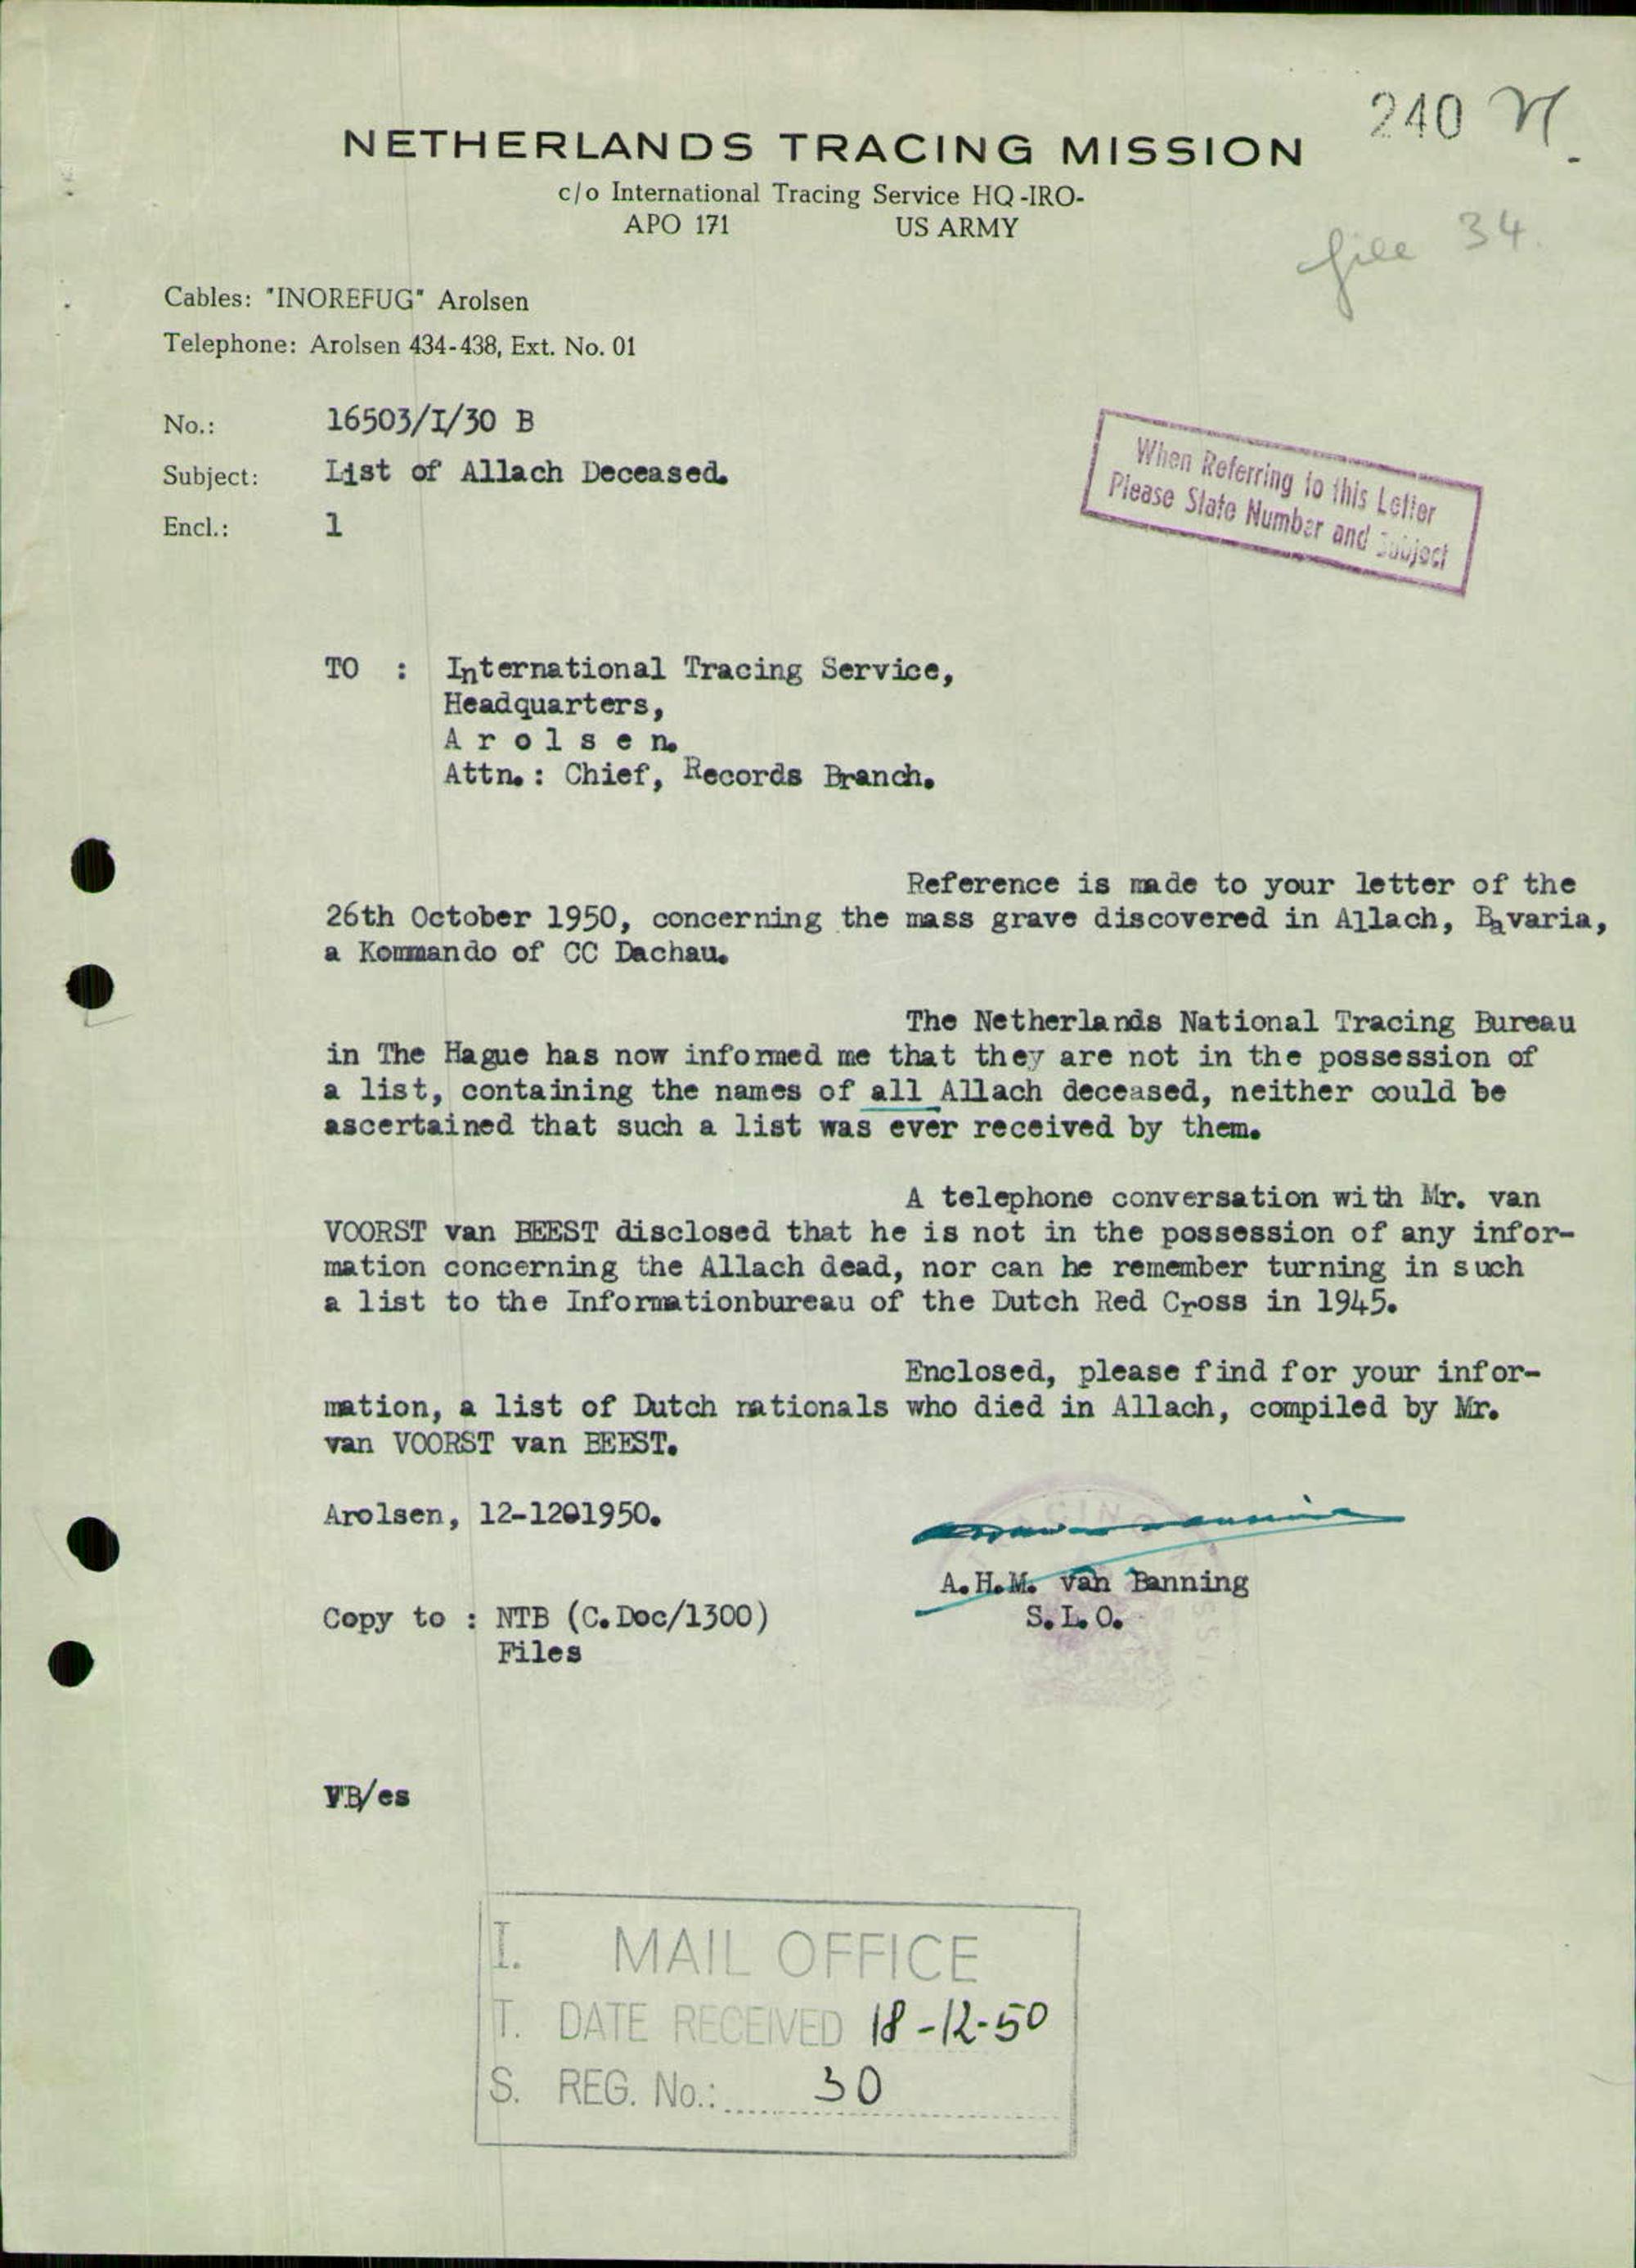 240 N.
NETHERLANDS TRACING MISSION
c/o International Tracing Service HQ -IRO-
APO 171 US ARMY
file 34.
Cables: "INOREFUG" Arolsen
Telephone: Arolsen 434-438, Ext. No. 01
No.: 16503/I/30 B
Subject: List of Allach Deceased.
Encl.: 1
When Referring to this Letter
Please State Number and Subject
TO : International Tracing Service,
Headquarters,
A r o l s e n.
Attn.: Chief, Records Branch.
Reference is made to your letter of the
26th October 1950, concerning the mass grave discovered in Allach, Bavaria,
a Kommando of CC Dachau.
The Netherlands National Tracing Bureau
in The Hague has now informed me that they are not in the possession of
a list, containing the names of all Allach deceased, neither could be
ascertained that such a list was ever received by them.
A telephone conversation with Mr. van
VOORST van BEEST disclosed that he is not in the possession of any infor-
mation concerning the Allach dead, nor can he remember turning in such
a list to the Informationbureau of the Dutch Red Cross in 1945.
Enclosed, please find for your infor-
mation, a list of Dutch nationals who died in Allach, compiled by Mr.
van VOORST van BEEST.
Arolsen, 12-12-1950.
A.H.M. van Banning
S.L.O.
Copy to : NTB (C.Doc/1300)
Files
VB/es
I. MAIL OFFICE
T. DATE RECEIVED 18-12-50
S. REG. No.: 30